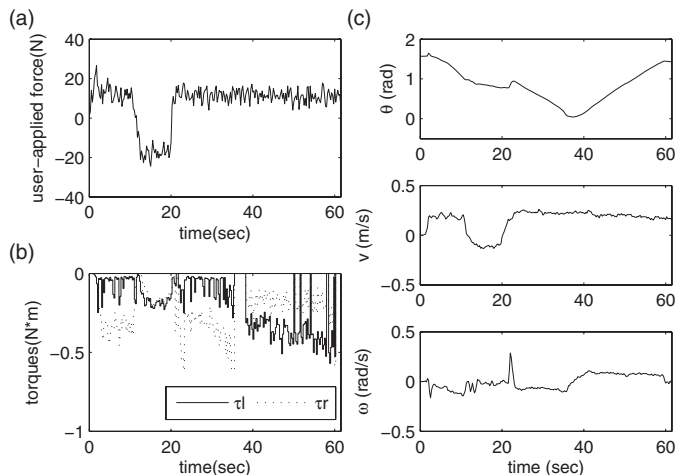 (a)
user−applied force(N)
40
20
0
−20
−40
0 20 40 60
time(sec)
(b)
torques(N*m)
0
−0.5
−1
τl τr
0 20 40 60
time(sec)
(c)
θ (rad)
2
1
0
0 20 40 60
v (m/s)
0.5
0
−0.5
0 20 40 60
ω (rad/s)
0.5
0
−0.5
0 20 40 60
time (sec)